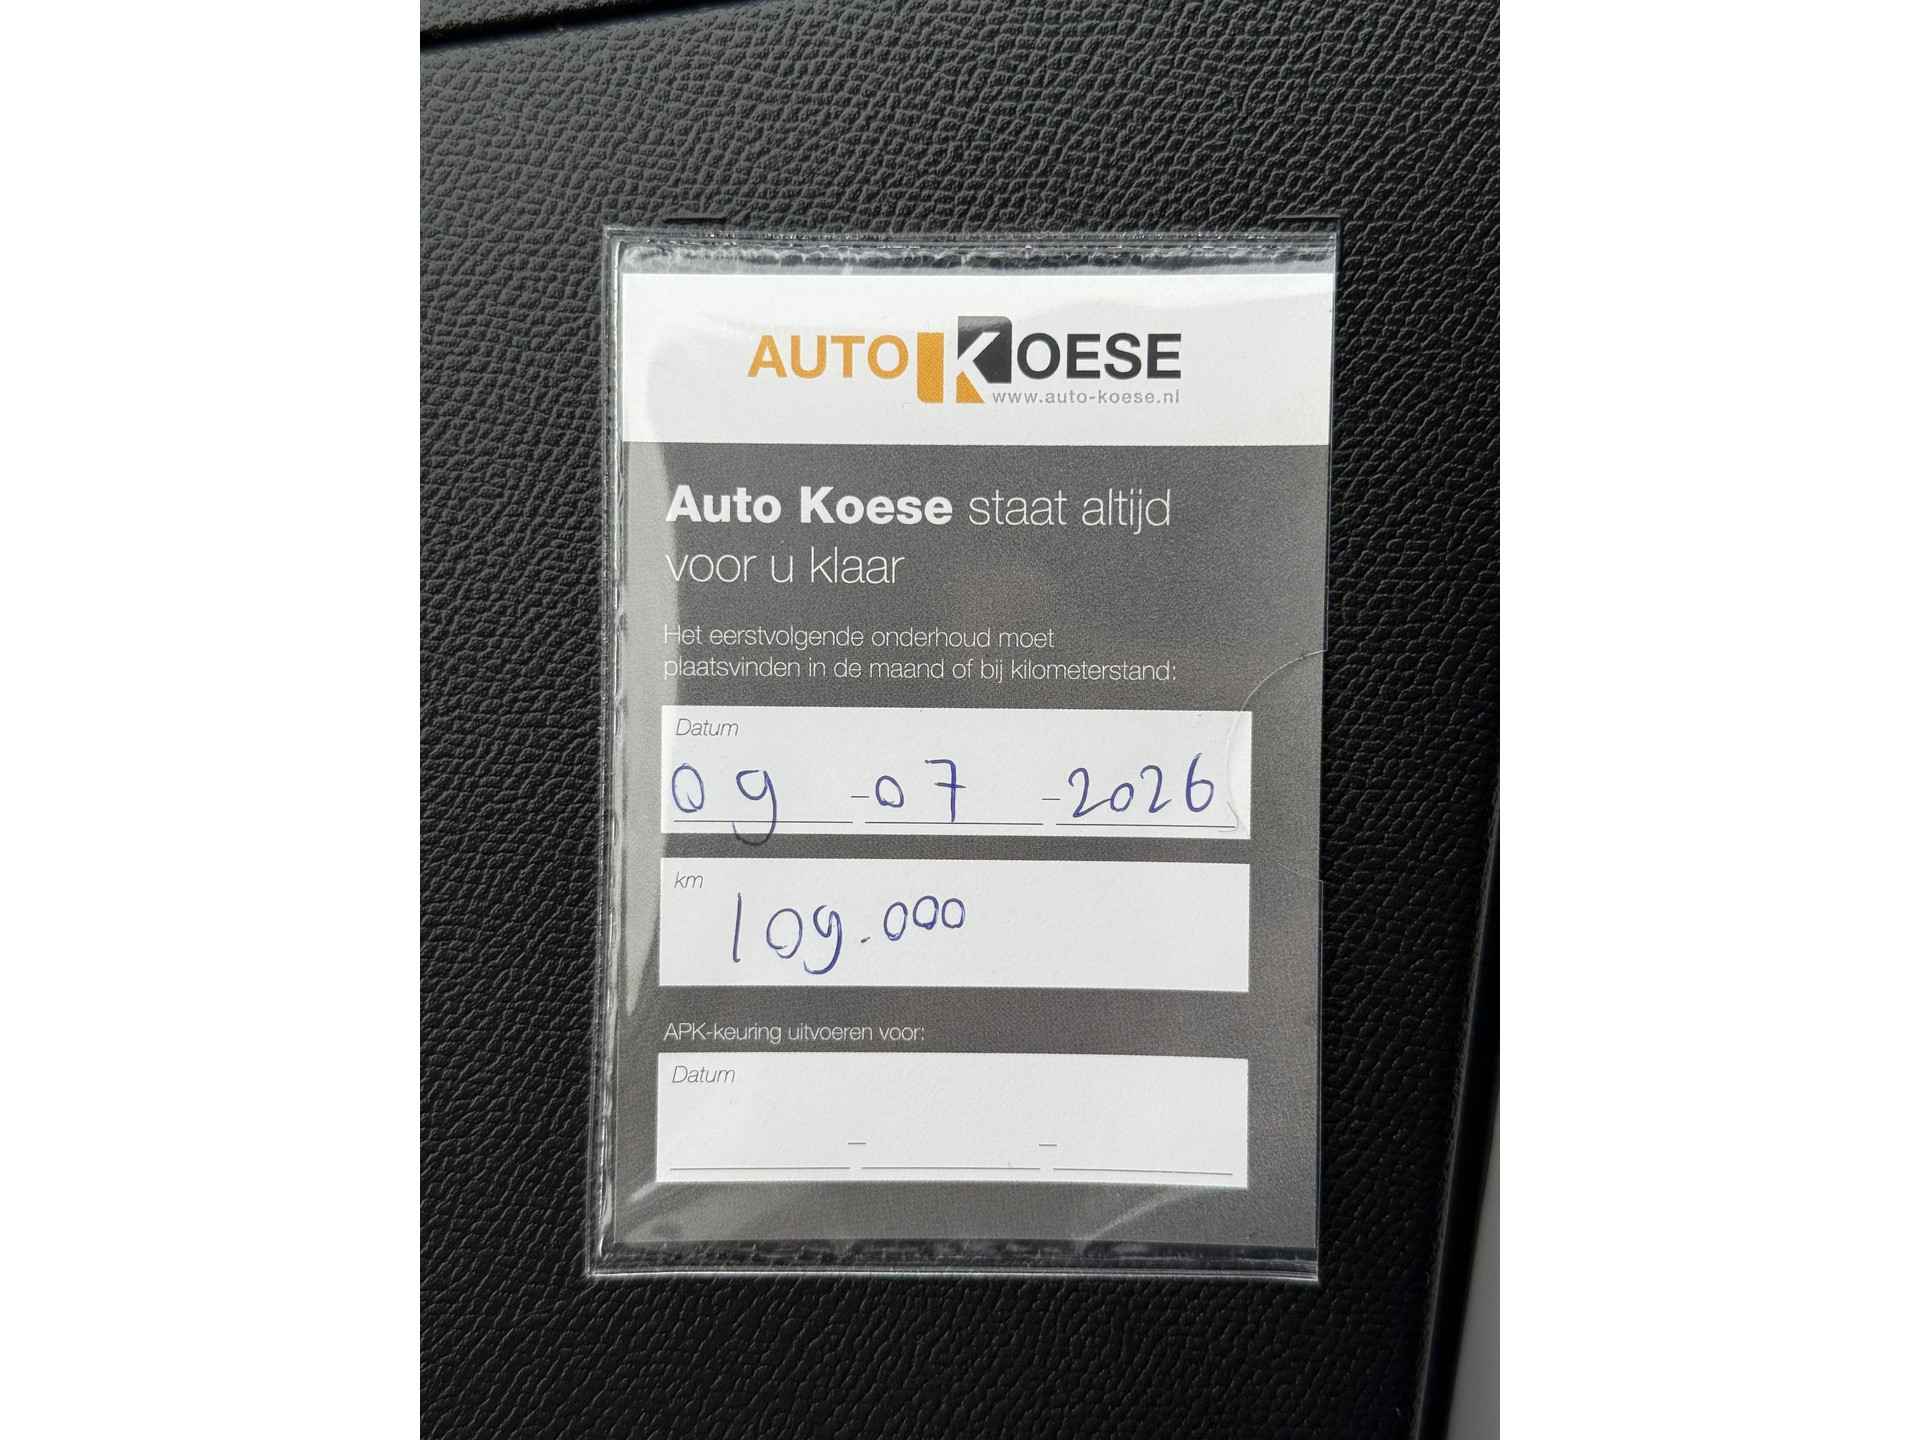 AUTO KOESE
www.auto-koese.nl
Auto Koese staat altijd
voor u klaar
Het eerstvolgende onderhoud moet
plaatsvinden in de maand of bij kilometerstand:
Datum
09 - 07 - 2026
km
109.000
APK-keuring uitvoeren voor:
Datum
- -